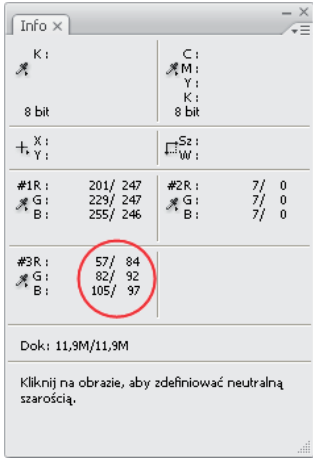 Info ×
K :
8 bit
C :
M :
Y :
K :
8 bit
X :
Y :
Sz :
W :
#1R : 201/ 247
G : 229/ 247
B : 255/ 246
#2R : 7/ 0
G : 7/ 0
B : 7/ 0
#3R : 57/ 84
G : 82/ 92
B : 105/ 97
Dok: 11,9M/11,9M
Kliknij na obrazie, aby zdefiniować neutralną
szarością.